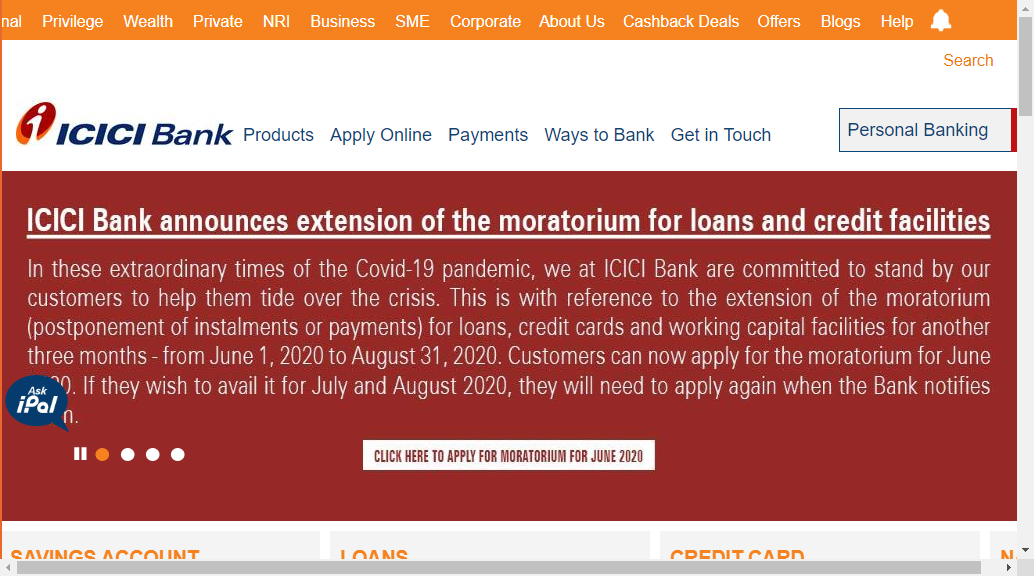 nal Privilege Wealth Private NRI Business SME Corporate About Us Cashback Deals Offers Blogs Help
Search
i ICICI Bank Products Apply Online Payments Ways to Bank Get in Touch Personal Banking
ICICI Bank announces extension of the moratorium for loans and credit facilities
In these extraordinary times of the Covid-19 pandemic, we at ICICI Bank are committed to stand by our
customers to help them tide over the crisis. This is with reference to the extension of the moratorium
(postponement of instalments or payments) for loans, credit cards and working capital facilities for another
three months - from June 1, 2020 to August 31, 2020. Customers can now apply for the moratorium for June
0. If they wish to avail it for July and August 2020, they will need to apply again when the Bank notifies
Ask
iPal
CLICK HERE TO APPLY FOR MORATORIUM FOR JUNE 2020
SAVINGS ACCOUNT LOANS CREDIT CARD N